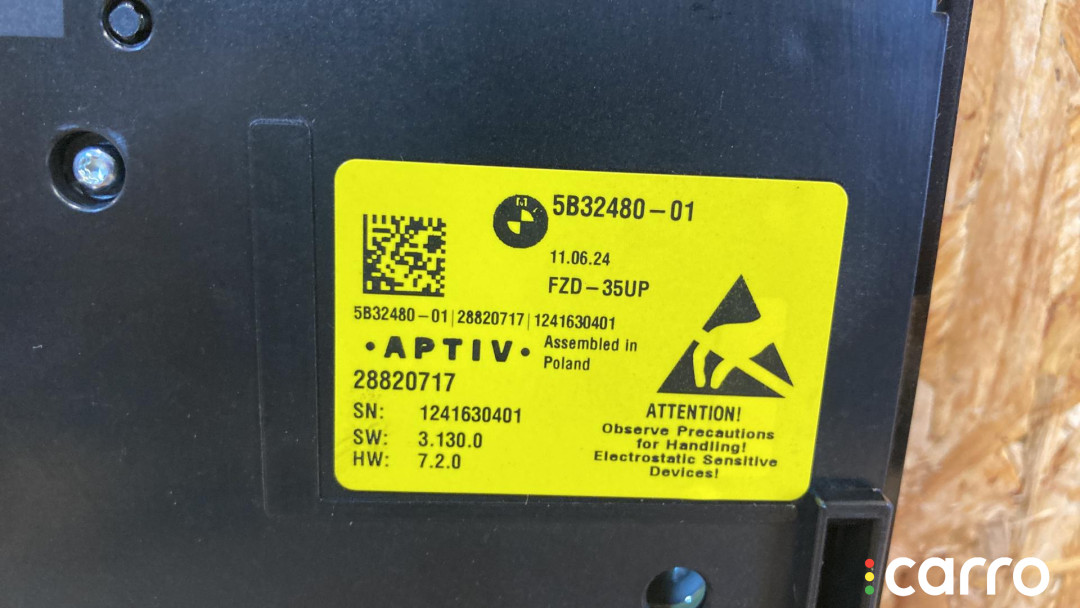 5B32480-01
11.06.24
FZD-35UP
5B32480-01|28820717|1241630401
·APTIV·
Assembled in
Poland
28820717
SN: 1241630401
SW: 3.130.0
HW: 7.2.0
ATTENTION!
Observe Precautions
for Handling!
Electrostatic Sensitive
Devices!
carro